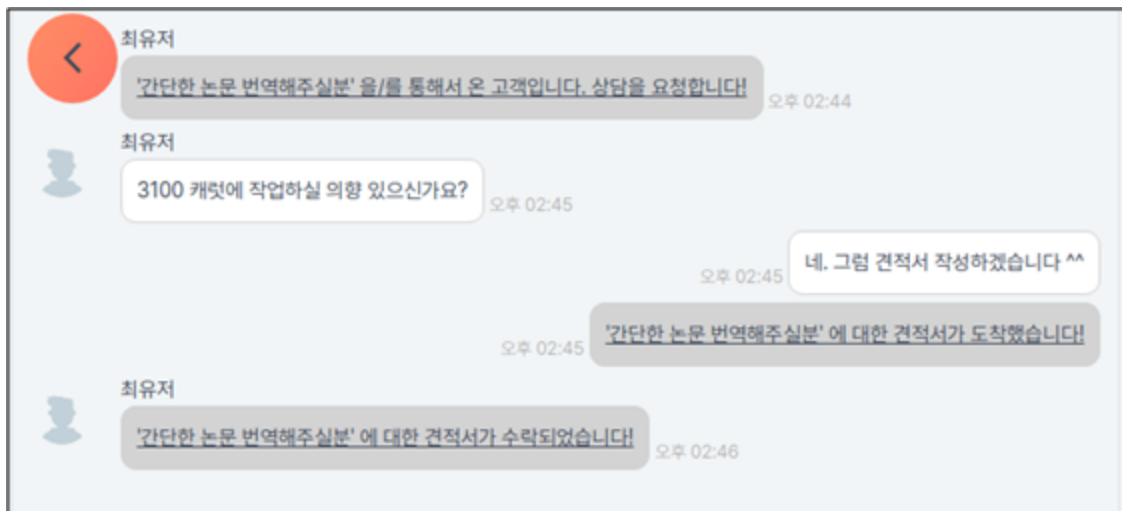 최유저
'간단한 논문 번역해주실분' 을/를 통해서 온 고객입니다. 상담을 요청합니다!
오후 02:44
최유저
3100 캐럿에 작업하실 의향 있으신가요?
오후 02:45
네. 그럼 견적서 작성하겠습니다 ^^
오후 02:45
'간단한 논문 번역해주실분' 에 대한 견적서가 도착했습니다!
오후 02:45
최유저
'간단한 논문 번역해주실분' 에 대한 견적서가 수락되었습니다!
오후 02:46